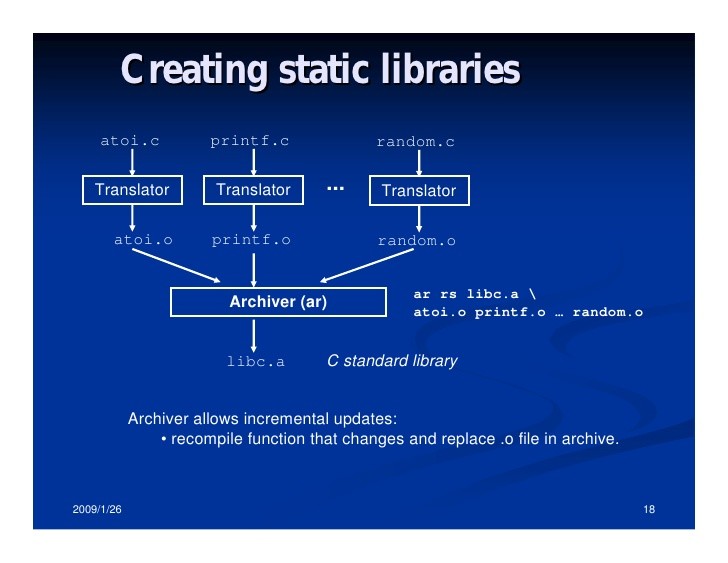 Creating static libraries
atoi.c printf.c random.c
Translator Translator ... Translator
atoi.o printf.o random.o
Archiver (ar)
ar rs libc.a \
atoi.o printf.o … random.o
libc.a C standard library
Archiver allows incremental updates:
• recompile function that changes and replace .o file in archive.
2009/1/26 18